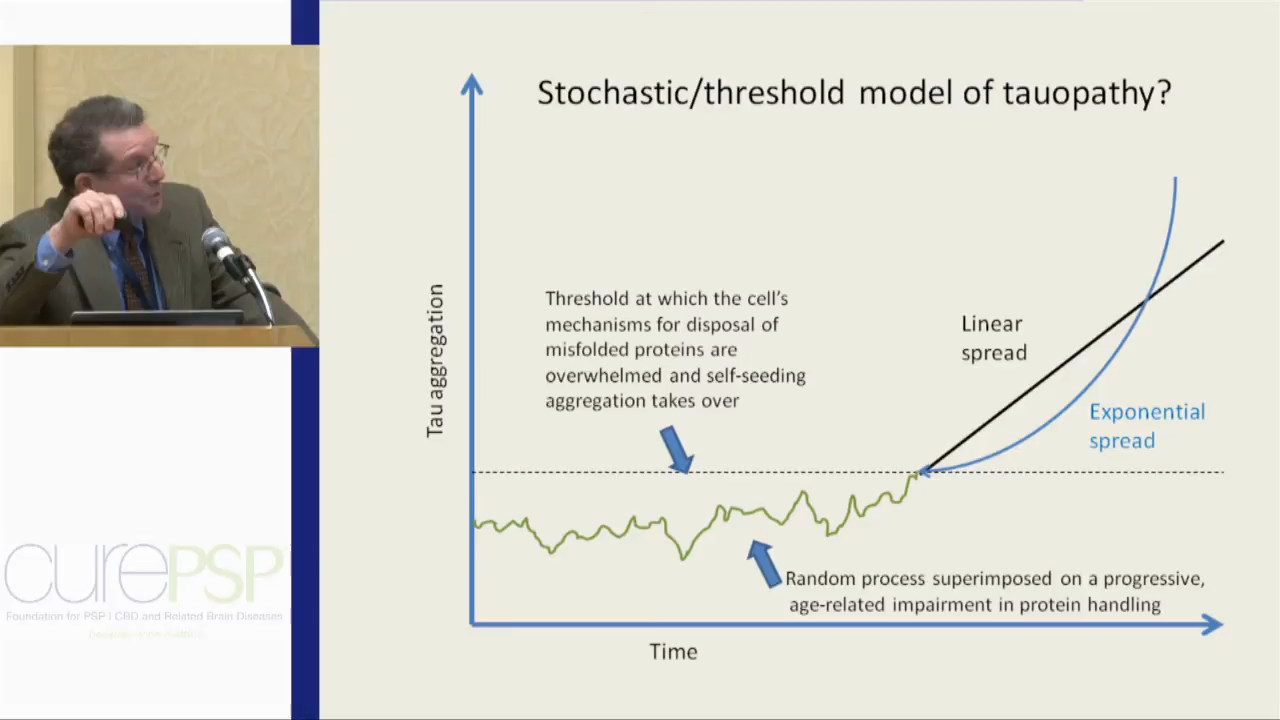 Stochastic/threshold model of tauopathy?
Threshold at which the cell's
mechanisms for disposal of
misfolded proteins are
overwhelmed and self-seeding
aggregation takes over
Linear
spread
Exponential
spread
Tau aggregation
Random process superimposed on a progressive,
age-related impairment in protein handling
Time
curePSP
Foundation for PSP | CBD and Related Brain Diseases